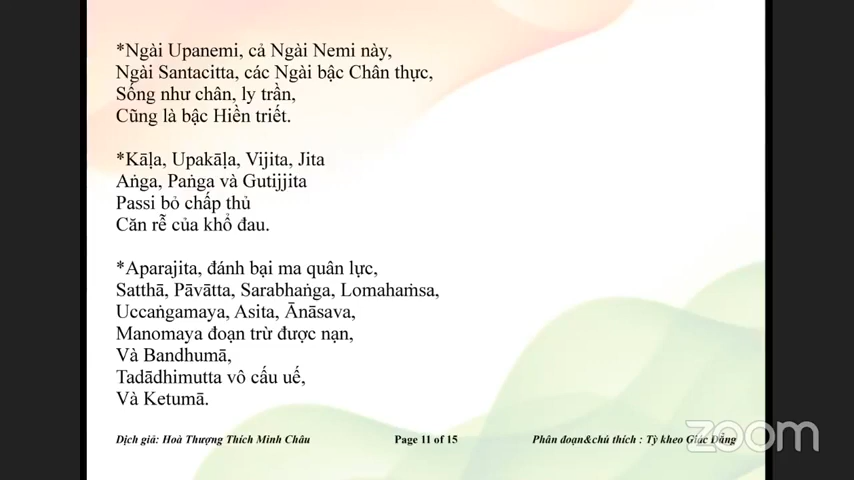 *Ngài Upanemi, cả Ngài Nemi này,
Ngài Santacitta, các Ngài bậc Chân thực,
Sống như chân, ly trần,
Cũng là bậc Hiền triết.
*Kāḷa, Upakāḷa, Vijita, Jita
Aṅga, Paṅga và Gutijjita
Passi bỏ chấp thủ
Căn rễ của khổ đau.
*Aparajita, đánh bại ma quân lực,
Satthā, Pāvātta, Sarabhaṅga, Lomahaṁsa,
Uccaṅgamaya, Asita, Ānāsava,
Manomaya đoạn trừ được nạn,
Và Bandhumā,
Tadādhimutta vô cấu uế,
Và Ketumā.
Dịch giả: Hoà Thượng Thích Minh Châu Page 11 of 15 Phân đoạn&chú thích : Tỳ kheo Giác Đẳng
zoom